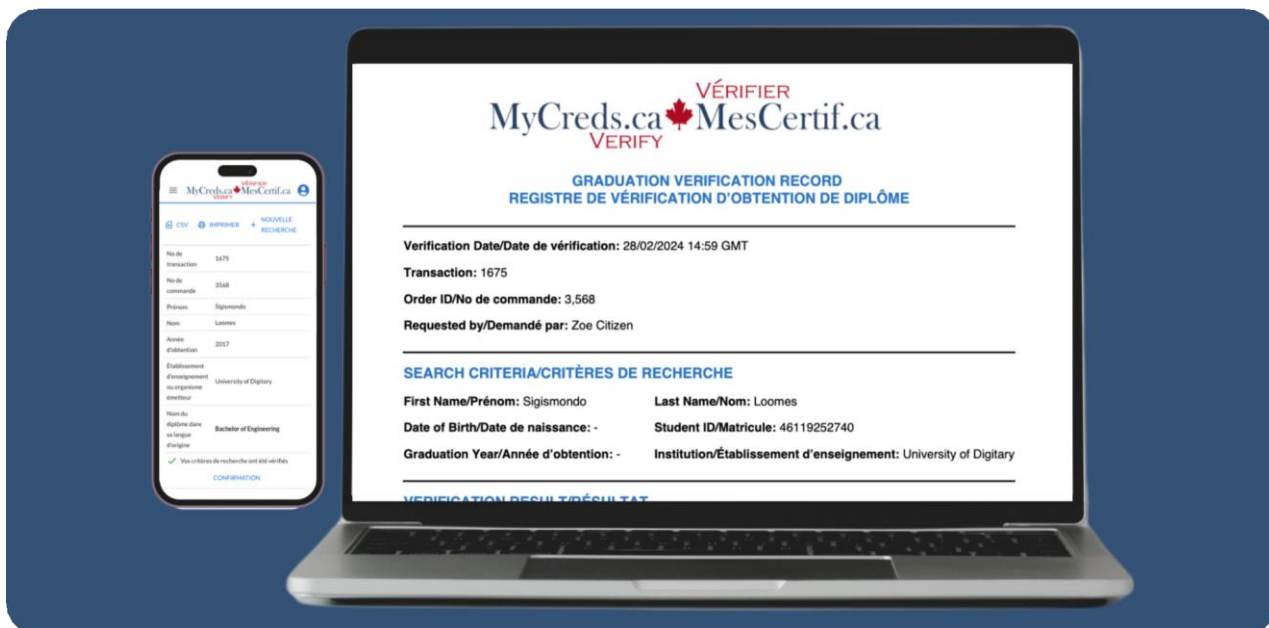 MyCreds.ca MesCertif.ca
VÉRIFIER
VERIFY
CSV IMPRIMER + NOUVELLE
RECHERCHE
No de
transaction
1675
No de
commande
3568
Prénom Sigismondo
Nom Loomes
Année
d'obtention
2017
Établissement
d'enseignement
ou organisme
émetteur
University of Digitary
Nom du
diplôme dans
sa langue
d'origine
Bachelor of Engineering
Vos critères de recherche ont été vérifiés
CONFIRMATION
VÉRIFIER
MyCreds.ca MesCertif.ca
VERIFY
GRADUATION VERIFICATION RECORD
REGISTRE DE VÉRIFICATION D'OBTENTION DE DIPLÔME
Verification Date/Date de vérification: 28/02/2024 14:59 GMT
Transaction: 1675
Order ID/No de commande: 3,568
Requested by/Demandé par: Zoe Citizen
SEARCH CRITERIA/CRITÈRES DE RECHERCHE
First Name/Prénom: Sigismondo Last Name/Nom: Loomes
Date of Birth/Date de naissance: - Student ID/Matricule: 46119252740
Graduation Year/Année d'obtention: - Institution/Établissement d'enseignement: University of Digitary
VERIFICATION RESULT/RÉSULTAT